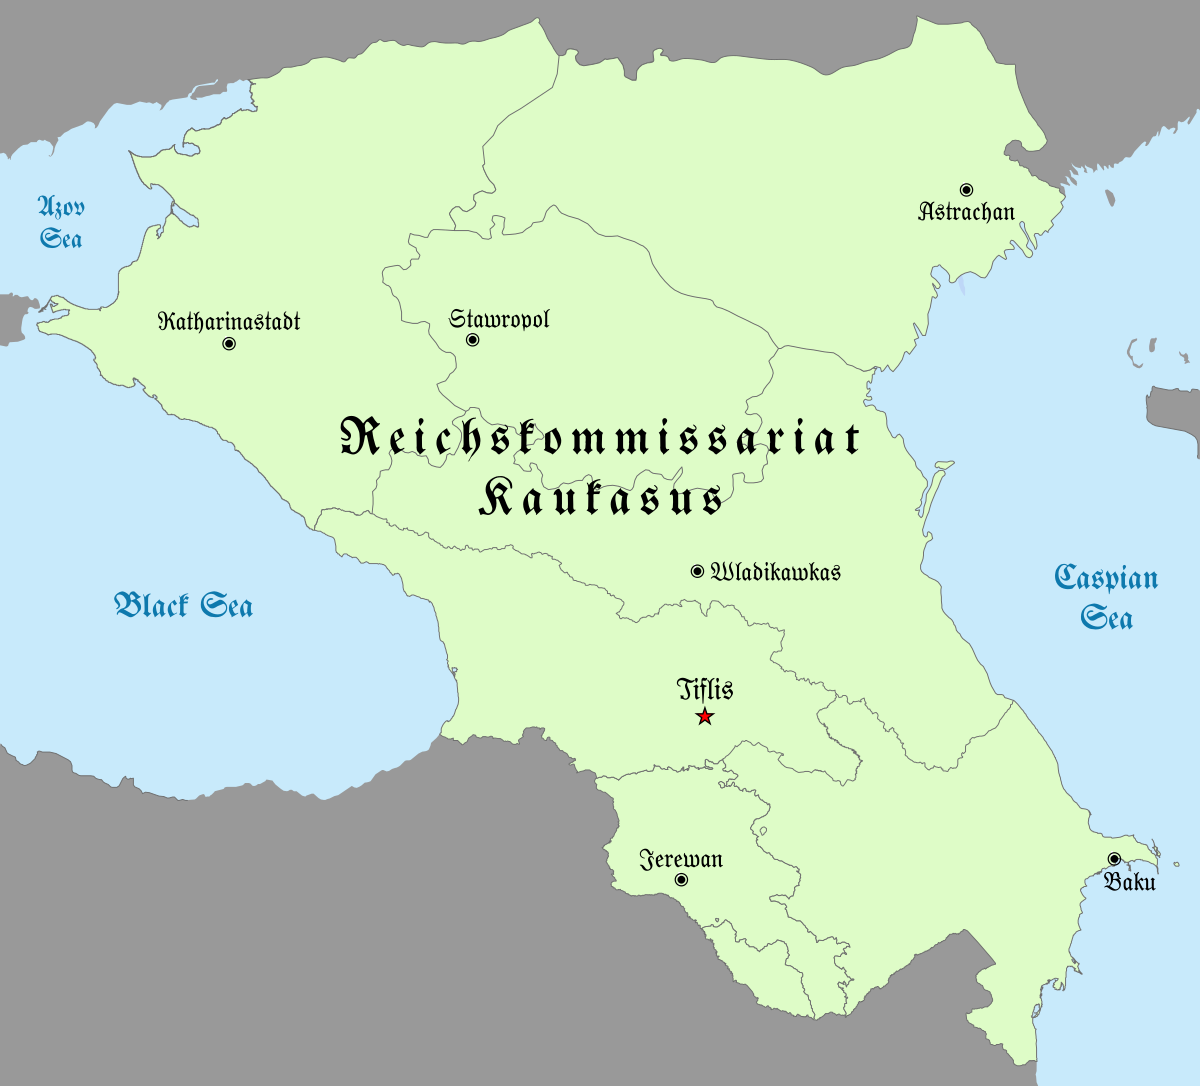 Azov
Sea
Astrachan
Katharinastadt
Stawropol
Reichskommissariat
Kaukasus
Wladikawkas
Caspian
Sea
Black Sea
Tiflis
Jerewan
Baku